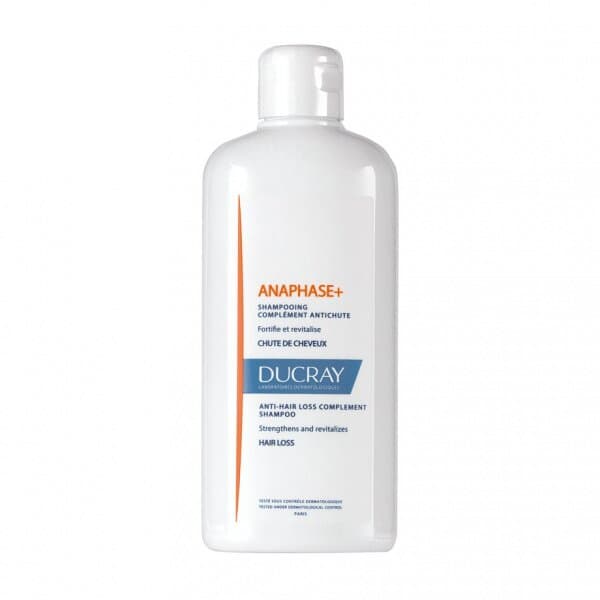 ANAPHASE+
SHAMPOOING
COMPLÉMENT ANTICHUTE
Fortifie et revitalise
CHUTE DE CHEVEUX
DUCRAY
LABORATOIRES DERMATOLOGIQUES
ANTI-HAIR LOSS COMPLEMENT
SHAMPOO
Strengthens and revitalizes
HAIR LOSS
TESTÉ SOUS CONTRÔLE DERMATOLOGIQUE
TESTED UNDER DERMATOLOGICAL CONTROL
PARIS